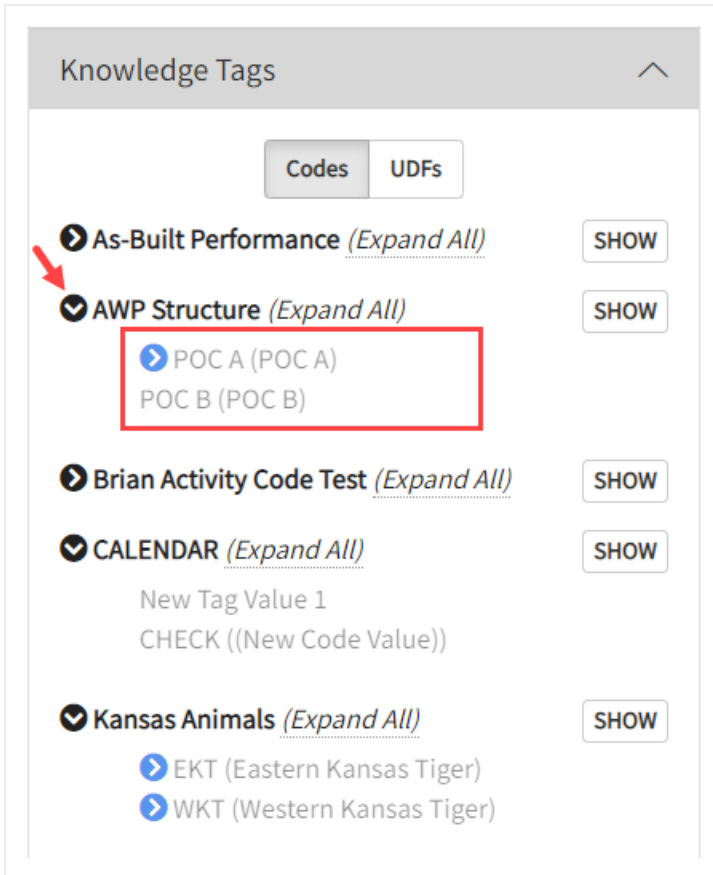 Knowledge Tags
Codes UDFs
As-Built Performance (Expand All) SHOW
AWP Structure (Expand All) SHOW
POC A (POC A)
POC B (POC B)
Brian Activity Code Test (Expand All) SHOW
CALENDAR (Expand All) SHOW
New Tag Value 1
CHECK ((New Code Value))
Kansas Animals (Expand All) SHOW
EKT (Eastern Kansas Tiger)
WKT (Western Kansas Tiger)